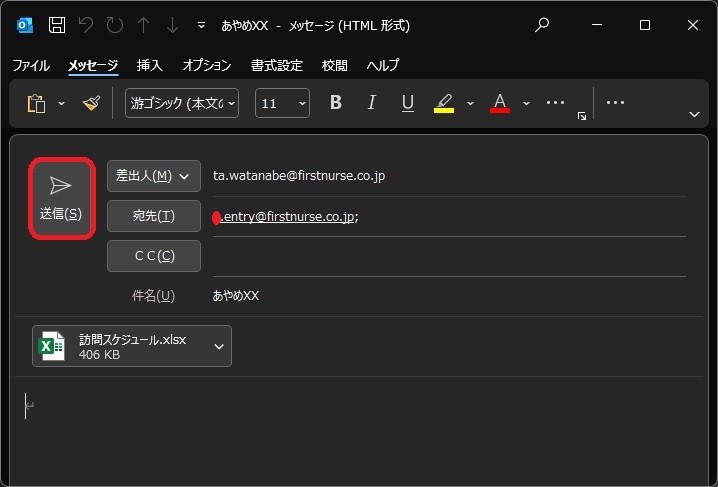 あやめXX - メッセージ (HTML 形式)
ファイル メッセージ 挿入 オプション 書式設定 校閲 ヘルプ
游ゴシック (本文の 11 B I U A
送信(S)
差出人(M) ta.watanabe@firstnurse.co.jp
宛先(T) .entry@firstnurse.co.jp;
ＣＣ(C)
件名(U) あやめXX
訪問スケジュール.xlsx
406 KB